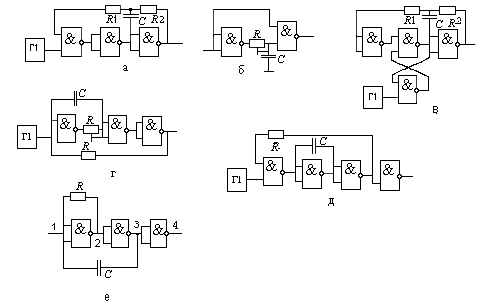 R1 C R2
Г1 & & &
а
& R C &
б
R1 C R2
& & &
Г1 &
в
C
Г1 & R & &
R
г
R C
Г1 & & & &
д
R
1 & 2 & 3 & 4
C
е